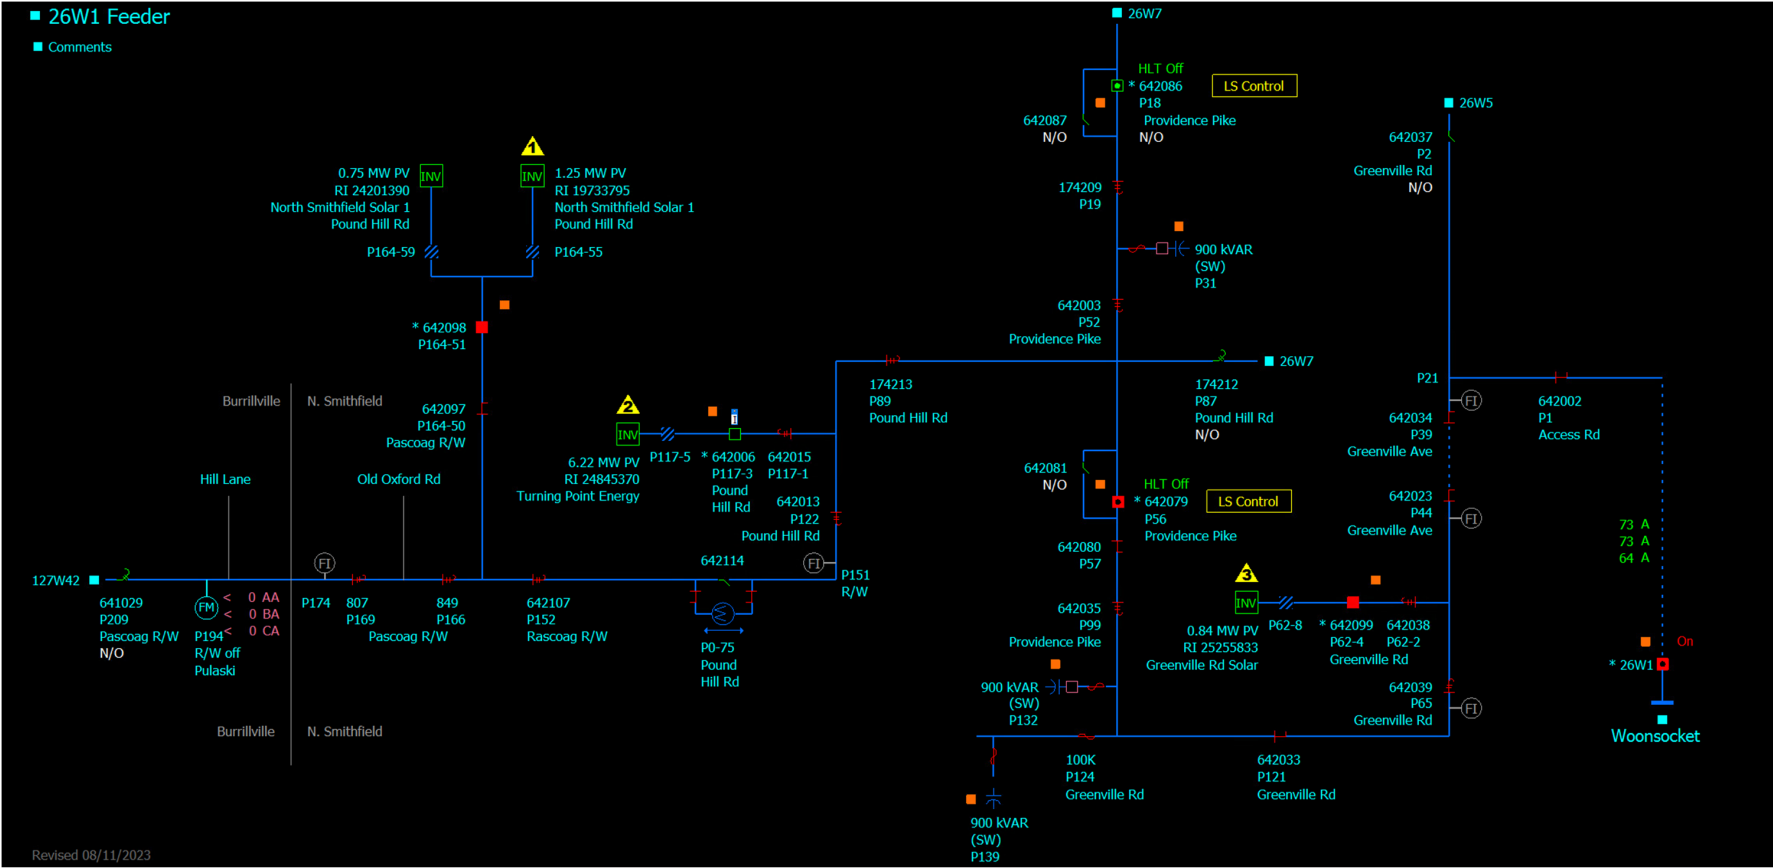 26W1 Feeder
Comments
26W7
HLT Off
* 642086
P18
Providence Pike
N/O
LS Control
642087
N/O
26W5
642037
P2
Greenville Rd
N/O
1
0.75 MW PV
RI 24201390
North Smithfield Solar 1
Pound Hill Rd
INV
INV
1.25 MW PV
RI 19733795
North Smithfield Solar 1
Pound Hill Rd
P164-59
P164-55
174209
P19
900 kVAR
(SW)
P31
* 642098
P164-51
642003
P52
Providence Pike
26W7
174213
P89
Pound Hill Rd
174212
P87
Pound Hill Rd
N/O
P21
642002
P1
Access Rd
FI
642034
P39
Greenville Ave
Burrillville
N. Smithfield
642097
P164-50
Pascoag R/W
2
INV
6.22 MW PV
RI 24845370
Turning Point Energy
P117-5
I
* 642006
P117-3
Pound
Hill Rd
642015
P117-1
642013
P122
Pound Hill Rd
642081
N/O
HLT Off
* 642079
P56
Providence Pike
LS Control
642023
P44
Greenville Ave
FI
73 A
73 A
64 A
Hill Lane
Old Oxford Rd
642080
P57
127W42
641029
P209
Pascoag R/W
N/O
FM
P194
R/W off
Pulaski
< 0 AA
< 0 BA
< 0 CA
FI
P174
807
P169
849
P166
Pascoag R/W
642107
P152
Rascoag R/W
642114
P0-75
Pound
Hill Rd
FI
P151
R/W
642035
P99
Providence Pike
3
INV
0.84 MW PV
RI 25255833
Greenville Rd Solar
P62-8
* 642099
P62-4
642038
P62-2
Greenville Rd
On
* 26W1
Woonsocket
900 kVAR
(SW)
P132
642039
P65
Greenville Rd
FI
Burrillville
N. Smithfield
100K
P124
Greenville Rd
642033
P121
Greenville Rd
900 kVAR
(SW)
P139
Revised 08/11/2023